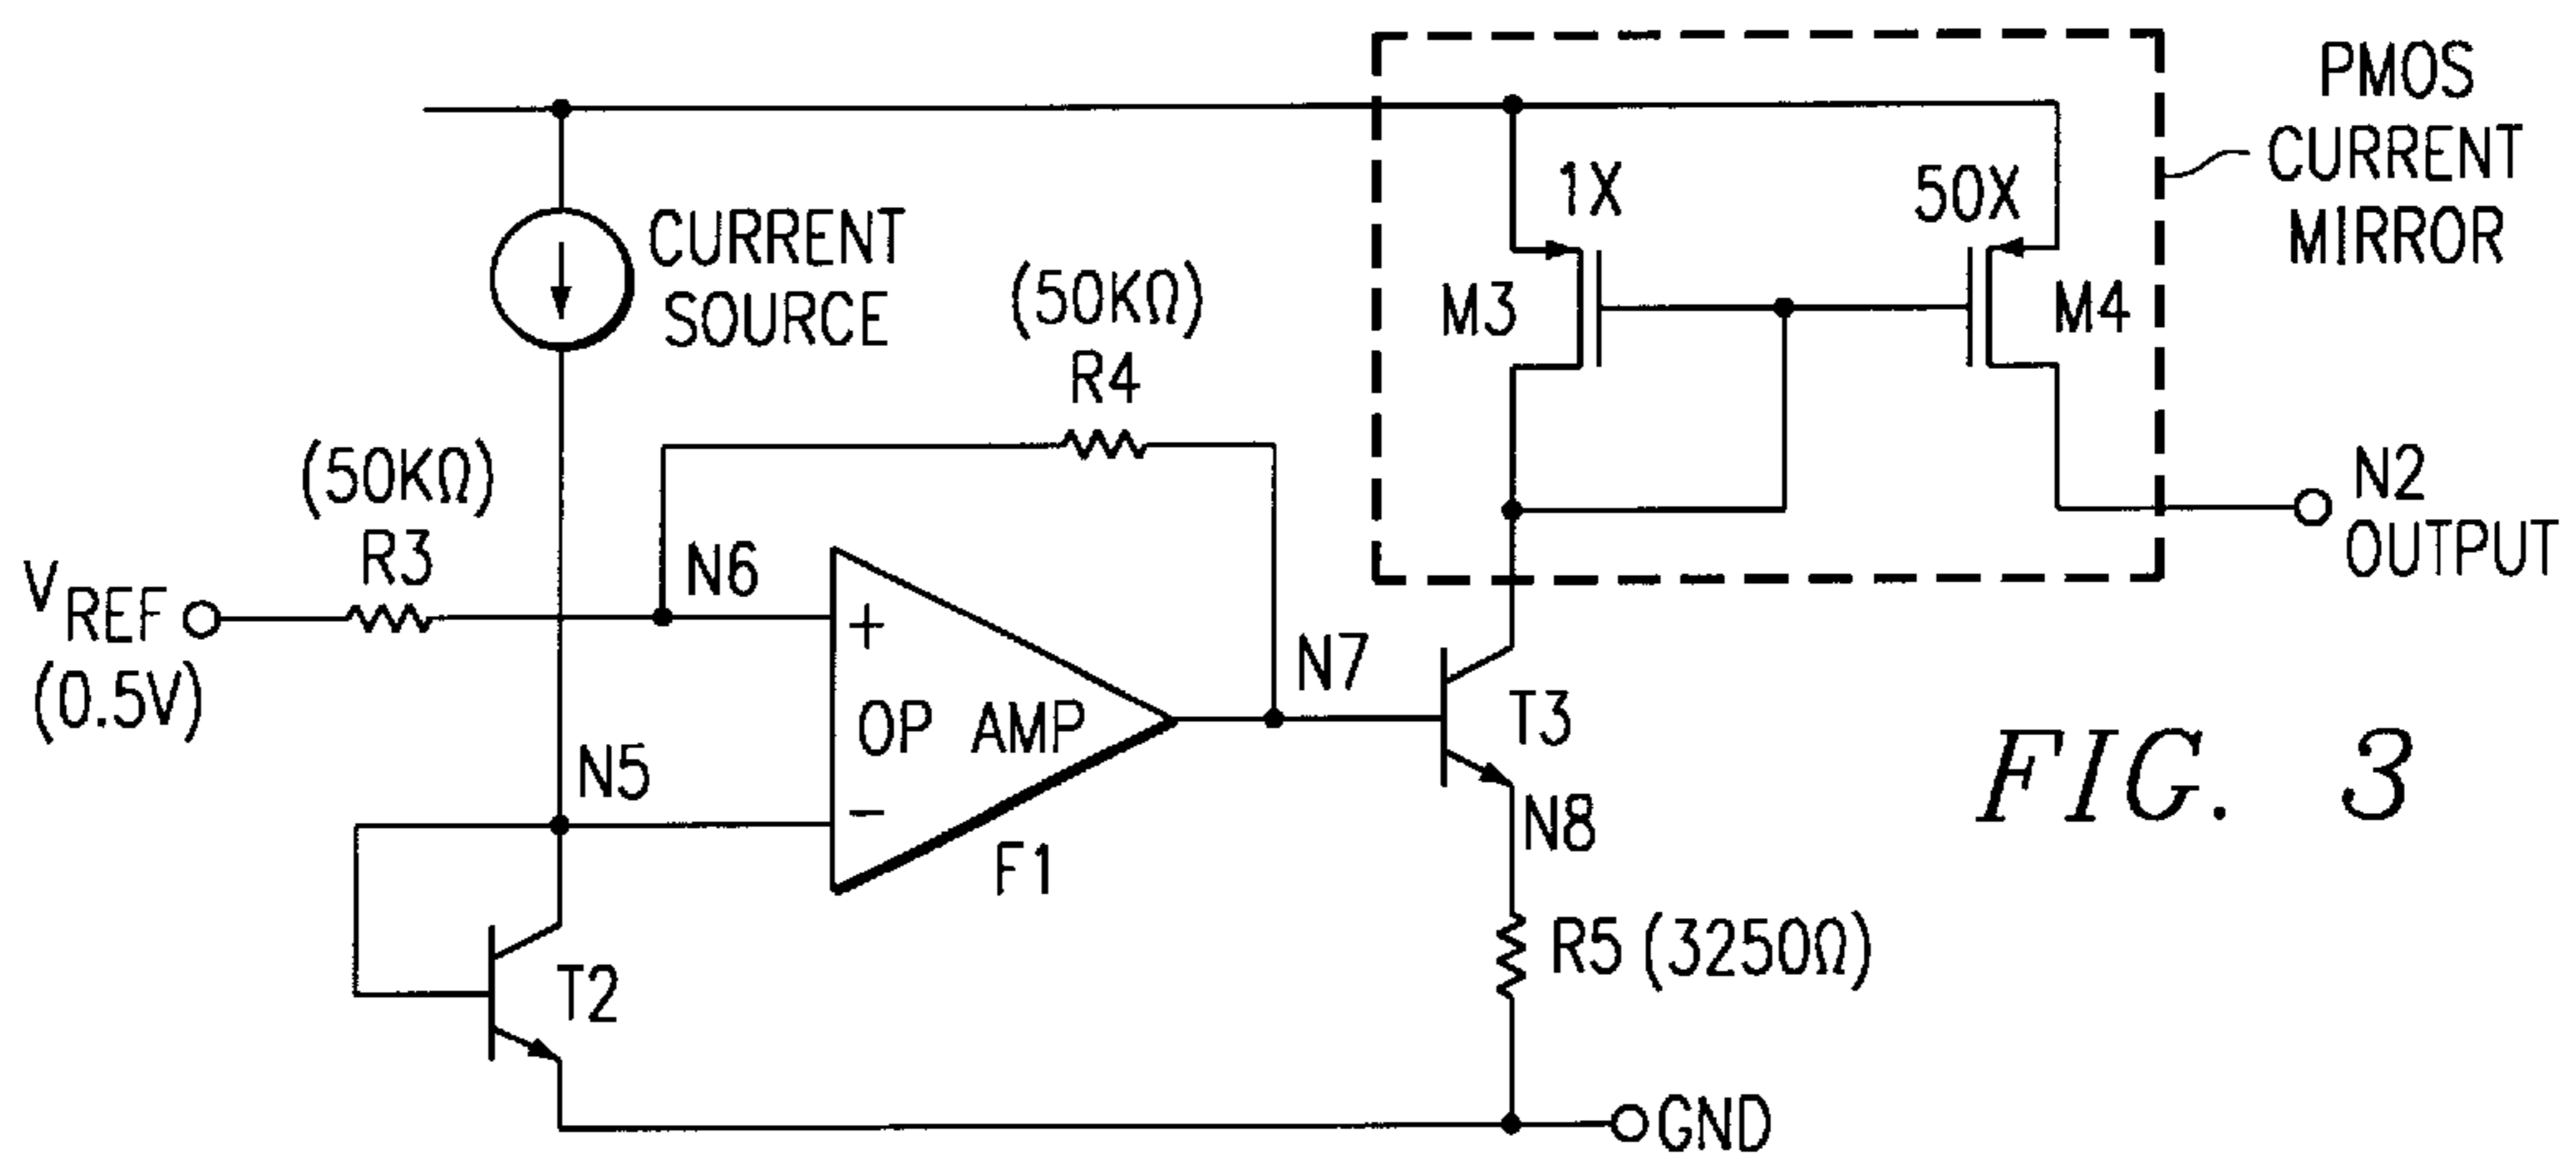 PMOS
CURRENT
MIRROR
1X
50X
CURRENT
SOURCE
(50KΩ)
R4
M3
M4
(50KΩ)
R3
N2
OUTPUT
VREF
(0.5V)
N6
+
OP AMP
−
F1
N7
T3
N5
N8
T2
R5 (3250Ω)
GND
FIG. 3